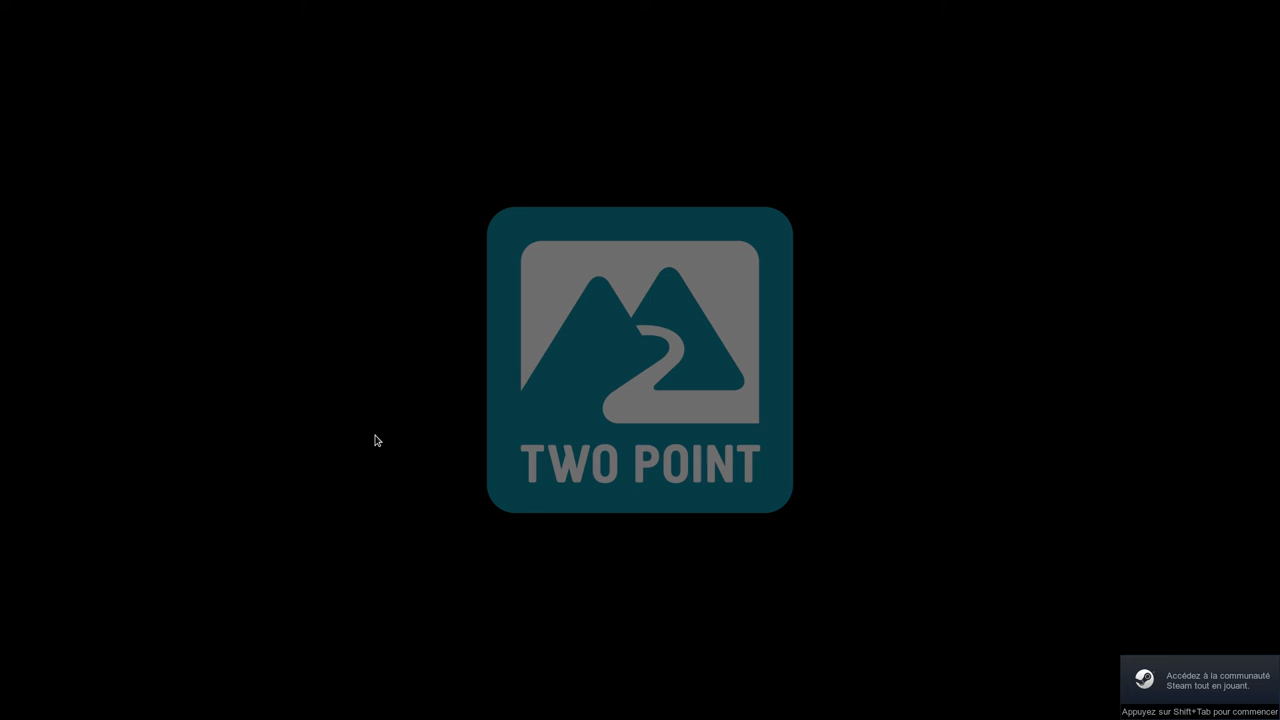 TWO POINT
Accédez à la communauté
Steam tout en jouant.
Appuyez sur Shift+Tab pour commencer